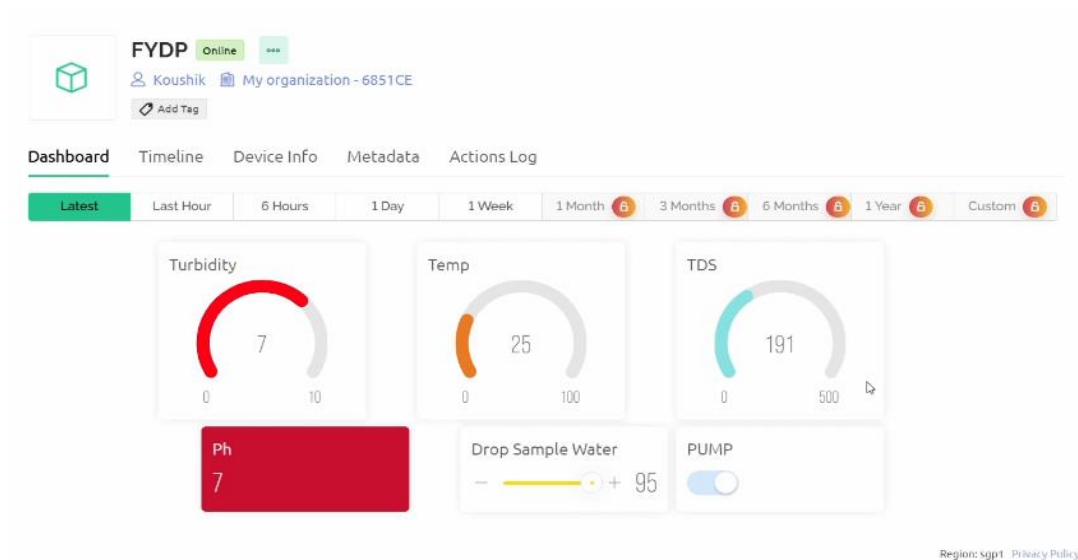 FYDP Online
Koushik My organization - 6851CE
Add Tag
Dashboard Timeline Device Info Metadata Actions Log
Latest Last Hour 6 Hours 1 Day 1 Week 1 Month 3 Months 6 Months 1 Year Custom
Turbidity Temp TDS
7 25 191
0 10 0 100 0 500
Ph Drop Sample Water PUMP
7 − + 95
Region: sgp1 Privacy Policy